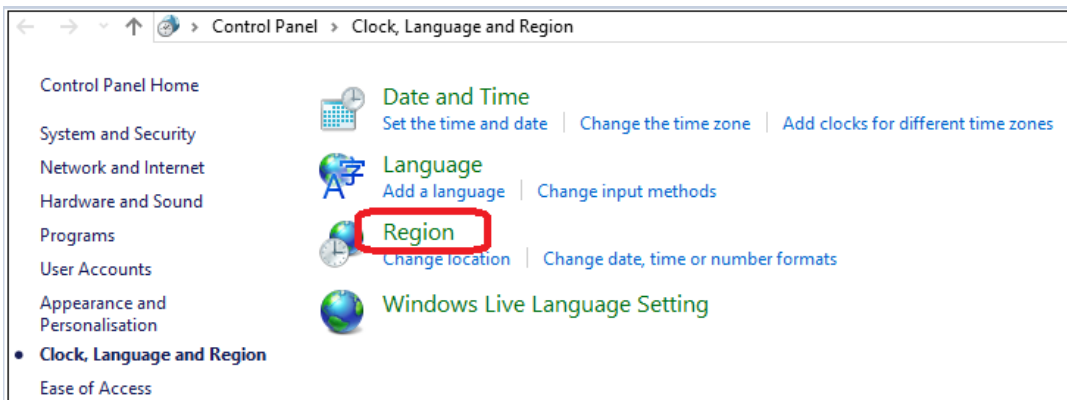 Control Panel > Clock, Language and Region
Control Panel Home
System and Security
Network and Internet
Hardware and Sound
Programs
User Accounts
Appearance and
Personalisation
Clock, Language and Region
Ease of Access
Date and Time
Set the time and date | Change the time zone | Add clocks for different time zones
Language
Add a language | Change input methods
Region
Change location | Change date, time or number formats
Windows Live Language Setting